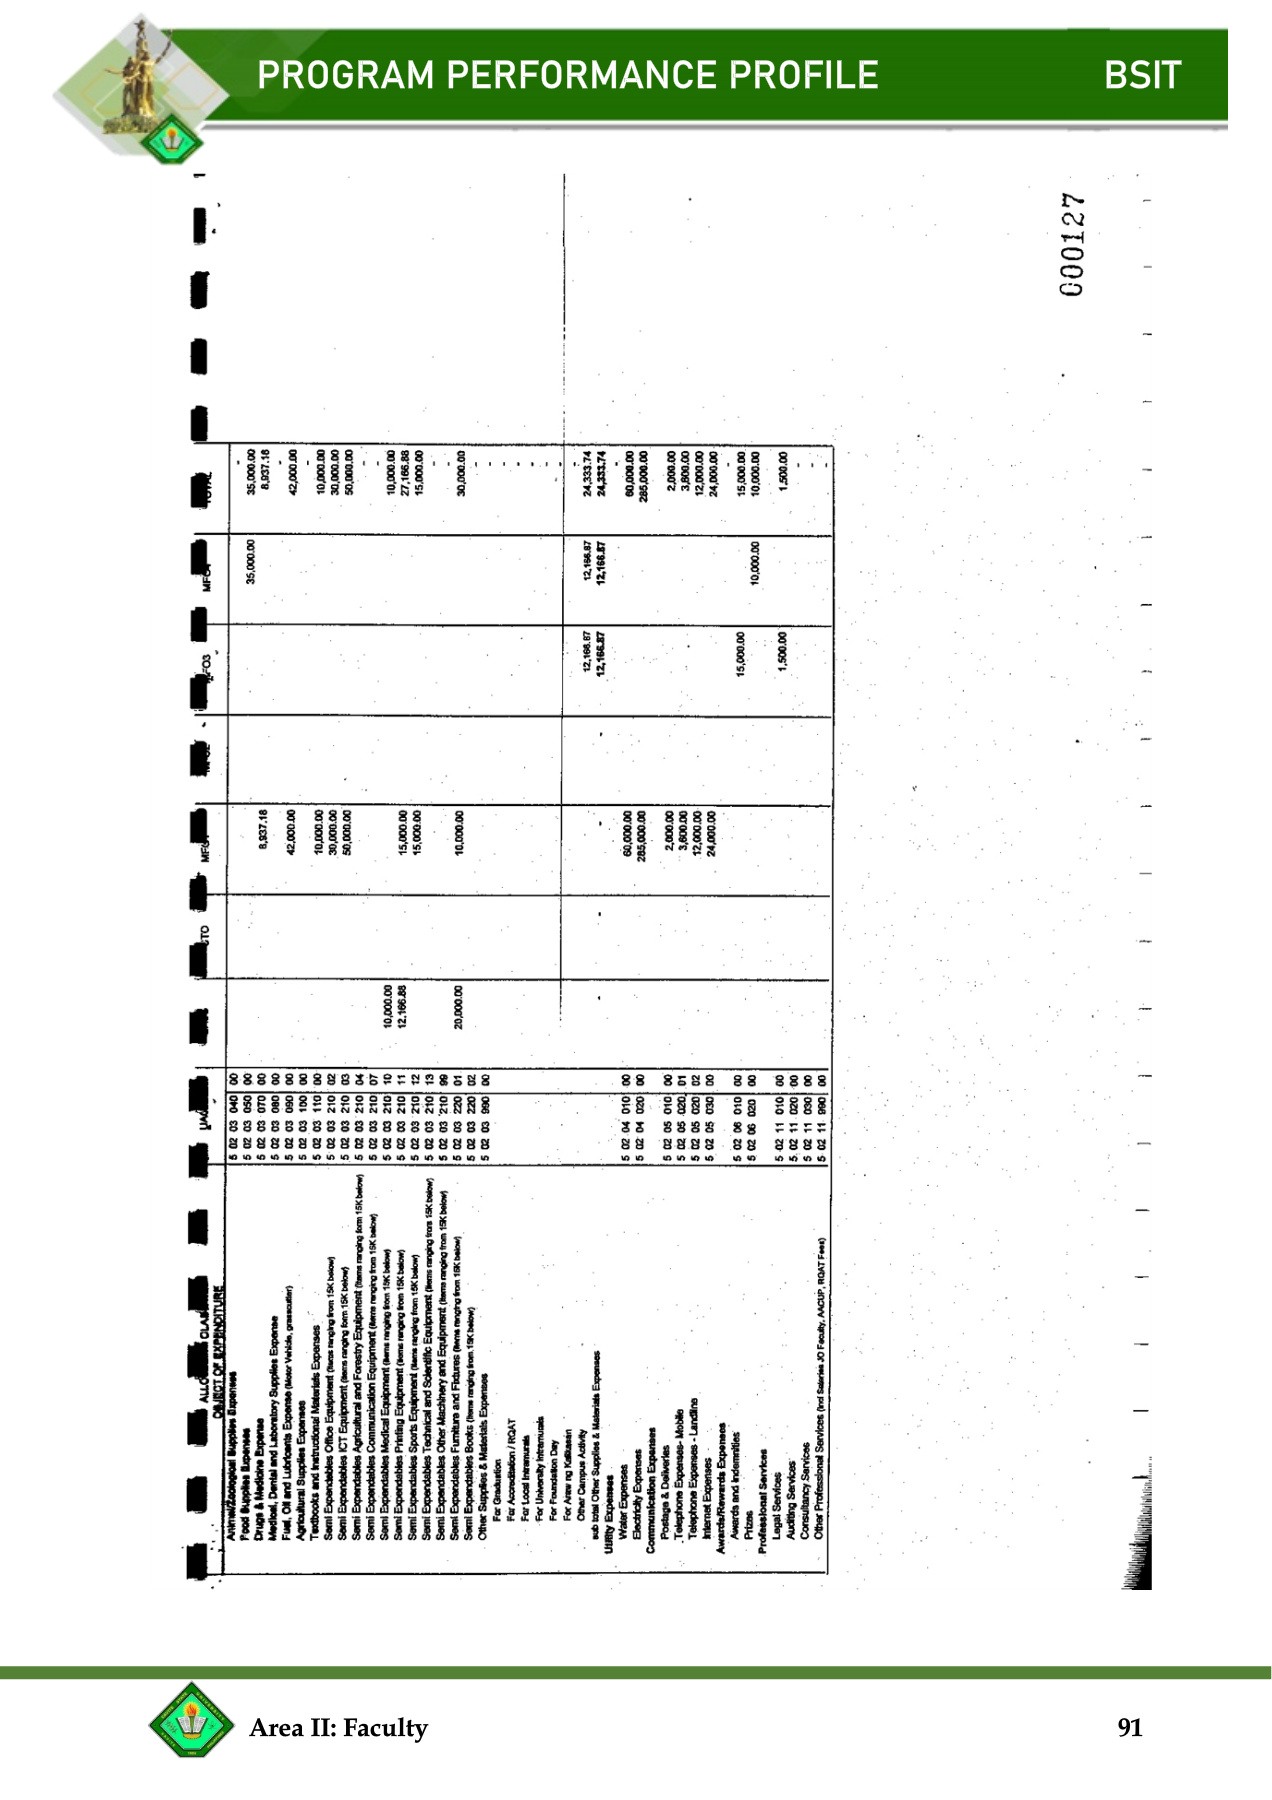 PROGRAM PERFORMANCE PROFILE BSIT
000127
OBJECT OF EXPENDITURE TOTAL
Animal/Zoological Supplies Expenses 5 02 03 040 00 -
Food Supplies Expenses 5 02 03 050 00 35,000.00 35,000.00
Drugs & Medicine Expense 5 02 03 070 00 8,937.18 8,937.18
Medical, Dental and Laboratory Supplies Expense 5 02 03 080 00 -
Fuel, Oil and Lubricants Expense (Motor Vehicle, grasscutter) 5 02 03 090 00 42,000.00 42,000.00
Agricultural Supplies Expenses 5 02 03 100 00 -
Textbooks and Instructional Materials Expenses 5 02 03 110 00 10,000.00 10,000.00
Semi Expendables Office Equipment (items ranging from 15K below) 5 02 03 210 02 30,000.00 30,000.00
Semi Expendables ICT Equipment (items ranging form 15K below) 5 02 03 210 03 50,000.00 50,000.00
Semi Expendables Agricultural and Forestry Equipment (items ranging form 15K below) 5 02 03 210 04 -
Semi Expendables Communication Equipment (items ranging from 15K below) 5 02 03 210 07 -
Semi Expendables Medical Equipment (items ranging from 15K below) 5 02 03 210 10 10,000.00 10,000.00
Semi Expendables Printing Equipment (items ranging from 15K below) 5 02 03 210 11 12,166.88 15,000.00 27,166.88
Semi Expendables Sports Equipment (items ranging from 15K below) 5 02 03 210 12 15,000.00 15,000.00
Semi Expendables Technical and Scientific Equipment (items ranging from 15K below) 5 02 03 210 13 -
Semi Expendables Other Machinery and Equipment (items ranging from 15K below) 5 02 03 210 99 -
Semi Expendables Furniture and Fixtures (items ranging from 15K below) 5 02 03 220 01 20,000.00 10,000.00 30,000.00
Semi Expendables Books (items ranging from 15K below) 5 02 03 220 02 -
Other Supplies & Materials Expenses 5 02 03 990 00 -
For Graduation -
For Accreditation / RQAT -
For Local Intramurals -
For University Intramurals -
For Foundation Day -
For Araw ng Kalikasan
Other Campus Activity 12,166.87 12,166.87 24,333.74
sub total Other Supplies & Materials Expenses - - - - 12,166.87 12,166.87 24,333.74
Utility Expenses -
Water Expenses 5 02 04 010 00 60,000.00 60,000.00
Electricity Expenses 5 02 04 020 00 285,000.00 285,000.00
Communication Expenses
Postage & Deliveries 5 02 05 010 00 2,000.00 2,000.00
Telephone Expenses- Mobile 5 02 05 020 01 3,600.00 3,600.00
Telephone Expenses - Landline 5 02 05 020 02 12,000.00 12,000.00
Internet Expenses 5 02 05 030 00 24,000.00 24,000.00
Awards/Rewards Expenses -
Awards and Indemnities 5 02 06 010 00 15,000.00 15,000.00
Prizes 5 02 06 020 00 10,000.00 10,000.00
Professional Services
Legal Services 5 02 11 010 00 1,500.00 1,500.00
Auditing Services 5 02 11 020 00 -
Consultancy Services 5 02 11 030 00 -
Other Professional Services (incl Salaries JO Faculty, AACUP, RQAT Fees) 5 02 11 990 00 -
Area II: Faculty 91